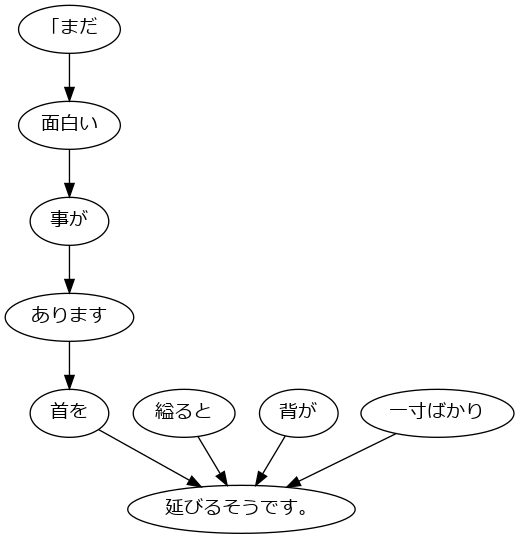 「まだ
面白い
事が
あります
首を
縊ると
背が
一寸ばかり
延びるそうです。